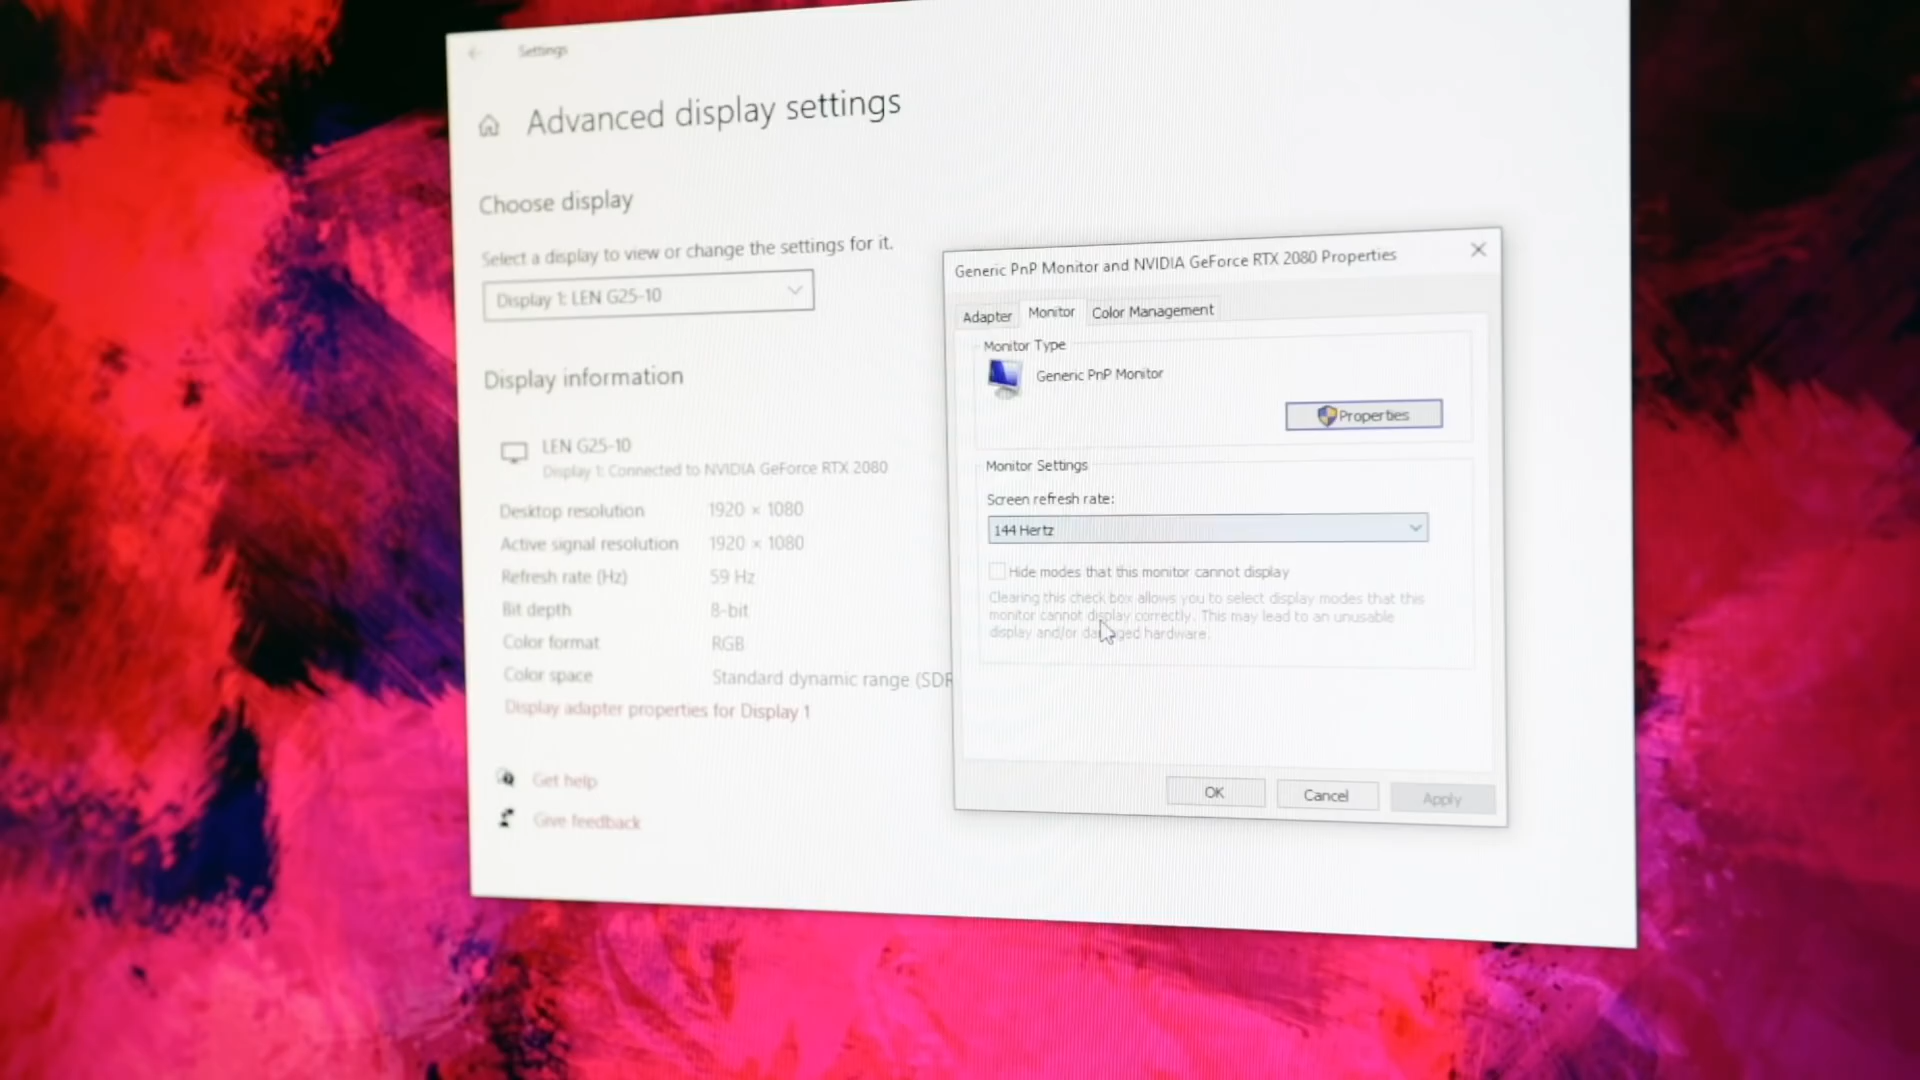 Settings
Advanced display settings
Choose display
Select a display to view or change the settings for it.
Display 1: LEN G25-10
Display information
LEN G25-10
Display 1: Connected to NVIDIA GeForce RTX 2080
Desktop resolution 1920 × 1080
Active signal resolution 1920 × 1080
Refresh rate (Hz) 59 Hz
Bit depth 8-bit
Color format RGB
Color space Standard dynamic range (SDR
Display adapter properties for Display 1
Get help
Give feedback
Generic PnP Monitor and NVIDIA GeForce RTX 2080 Properties
Adapter Monitor Color Management
Monitor Type
Generic PnP Monitor
Properties
Monitor Settings
Screen refresh rate:
144 Hertz
Hide modes that this monitor cannot display
Clearing this check box allows you to select display modes that this
monitor cannot display correctly. This may lead to an unusable
display and/or damaged hardware.
OK Cancel Apply